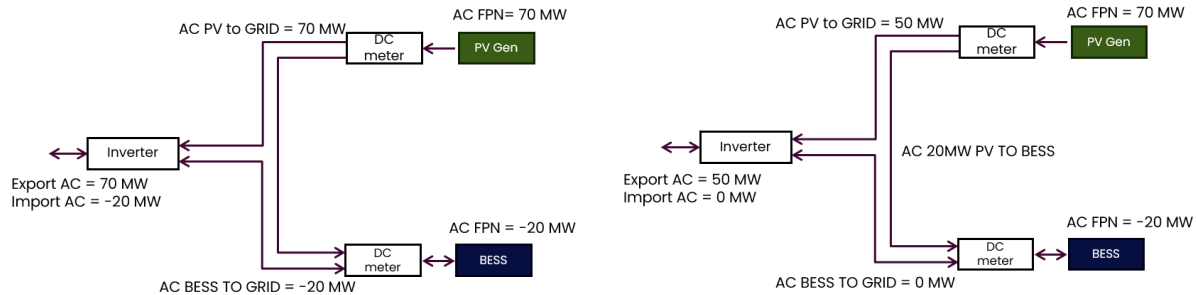 AC FPN= 70 MW
AC PV to GRID = 70 MW
DC
meter
PV Gen
Inverter
Export AC = 70 MW
Import AC = -20 MW
AC FPN = -20 MW
DC
meter
BESS
AC BESS TO GRID = -20 MW
AC FPN = 70 MW
AC PV to GRID = 50 MW
DC
meter
PV Gen
Inverter
AC 20MW PV TO BESS
Export AC = 50 MW
Import AC = 0 MW
AC FPN = -20 MW
DC
meter
BESS
AC BESS TO GRID = 0 MW